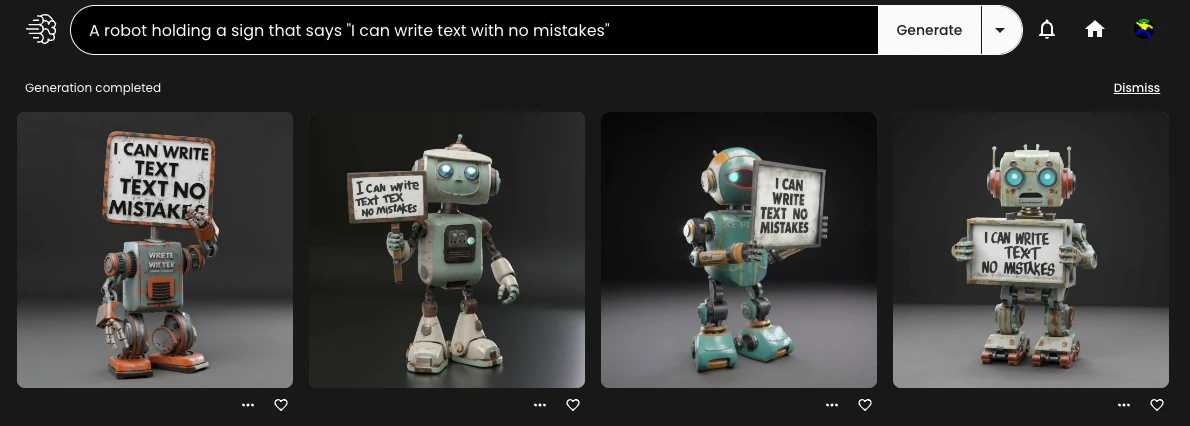 A robot holding a sign that says "I can write text with no mistakes"
Generate
Generation completed
Dismiss
I CAN WRITE
TEXT
TEXT NO
MISTAKES
WRETE
I CAN WRITE
TEXT TEX
NO MISTAKES
I CAN
WRITE
TEXT NO
MISTAKES
I CAN WRITE
TEXT
NO MISTAKES